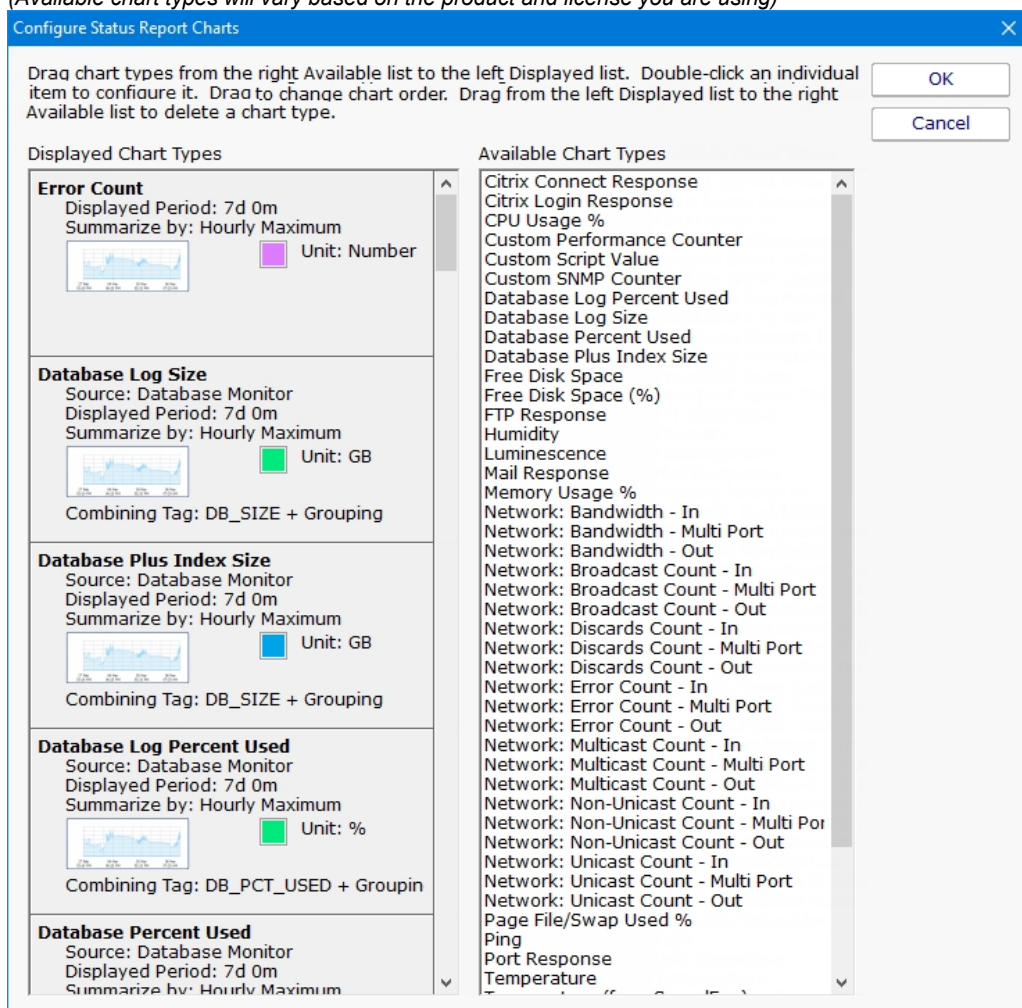 (Available chart types will vary based on the product and license you are using)
Configure Status Report Charts
Drag chart types from the right Available list to the left Displayed list. Double-click an individual
item to configure it. Drag to change chart order. Drag from the left Displayed list to the right
Available list to delete a chart type.
OK
Cancel
Displayed Chart Types
Error Count
Displayed Period: 7d 0m
Summarize by: Hourly Maximum
Unit: Number
Database Log Size
Source: Database Monitor
Displayed Period: 7d 0m
Summarize by: Hourly Maximum
Unit: GB
Combining Tag: DB_SIZE + Grouping
Database Plus Index Size
Source: Database Monitor
Displayed Period: 7d 0m
Summarize by: Hourly Maximum
Unit: GB
Combining Tag: DB_SIZE + Grouping
Database Log Percent Used
Source: Database Monitor
Displayed Period: 7d 0m
Summarize by: Hourly Maximum
Unit: %
Combining Tag: DB_PCT_USED + Groupin
Database Percent Used
Source: Database Monitor
Displayed Period: 7d 0m
Summarize by: Hourly Maximum
Available Chart Types
Citrix Connect Response
Citrix Login Response
CPU Usage %
Custom Performance Counter
Custom Script Value
Custom SNMP Counter
Database Log Percent Used
Database Log Size
Database Percent Used
Database Plus Index Size
Free Disk Space
Free Disk Space (%)
FTP Response
Humidity
Luminescence
Mail Response
Memory Usage %
Network: Bandwidth - In
Network: Bandwidth - Multi Port
Network: Bandwidth - Out
Network: Broadcast Count - In
Network: Broadcast Count - Multi Port
Network: Broadcast Count - Out
Network: Discards Count - In
Network: Discards Count - Multi Port
Network: Discards Count - Out
Network: Error Count - In
Network: Error Count - Multi Port
Network: Error Count - Out
Network: Multicast Count - In
Network: Multicast Count - Multi Port
Network: Multicast Count - Out
Network: Non-Unicast Count - In
Network: Non-Unicast Count - Multi Por
Network: Non-Unicast Count - Out
Network: Unicast Count - In
Network: Unicast Count - Multi Port
Network: Unicast Count - Out
Page File/Swap Used %
Ping
Port Response
Temperature